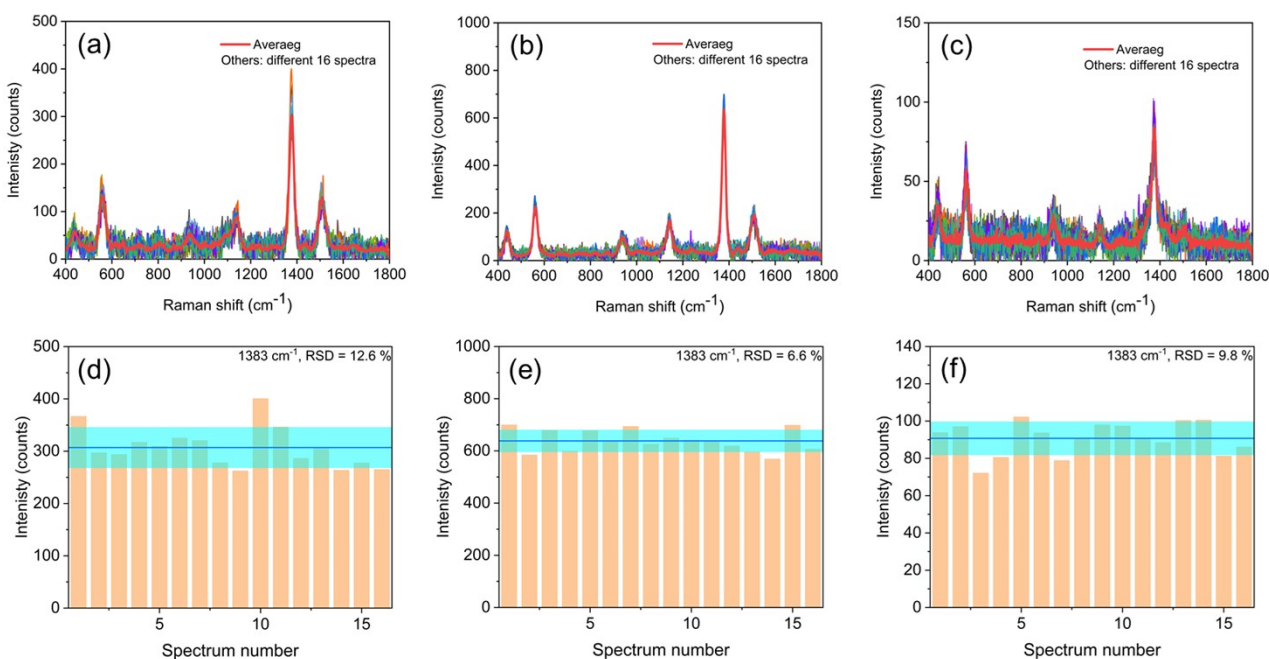 (a)
Averaeg
Others: different 16 spectra
500
400
300
200
100
0
400 600 800 1000 1200 1400 1600 1800
Intenisty (counts)
Raman shift (cm⁻¹)
(b)
Averaeg
Others: different 16 spectra
1000
800
600
400
200
0
400 600 800 1000 1200 1400 1600 1800
Intenisty (counts)
Raman shift (cm⁻¹)
(c)
Averaeg
Others: different 16 spectra
150
100
50
0
400 600 800 1000 1200 1400 1600 1800
Intenisty (counts)
Raman shift (cm⁻¹)
(d)
1383 cm⁻¹, RSD = 12.6 %
500
400
300
200
100
0
5 10 15
Intenisty (counts)
Spectrum number
(e)
1383 cm⁻¹, RSD = 6.6 %
1000
800
600
400
200
0
5 10 15
Intenisty (counts)
Spectrum number
(f)
1383 cm⁻¹, RSD = 9.8 %
140
120
100
80
60
40
20
0
5 10 15
Intenisty (counts)
Spectrum number